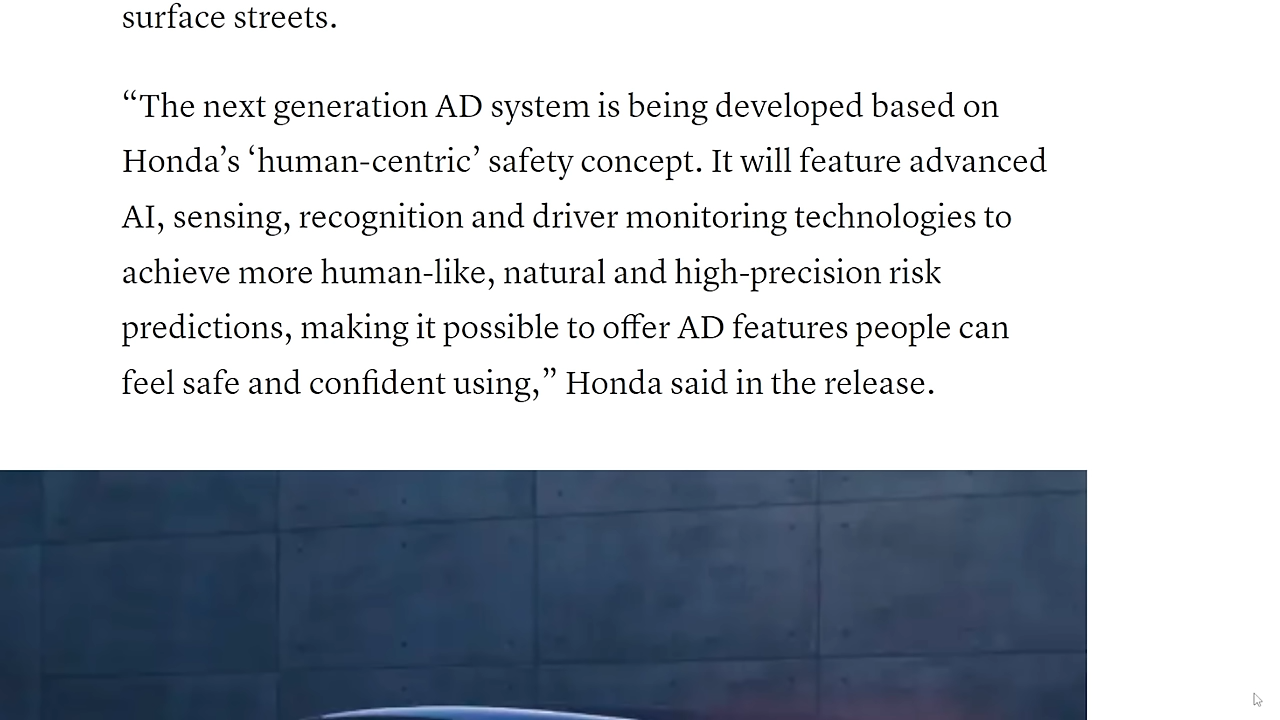 surface streets.
“The next generation AD system is being developed based on
Honda’s ‘human-centric’ safety concept. It will feature advanced
AI, sensing, recognition and driver monitoring technologies to
achieve more human-like, natural and high-precision risk
predictions, making it possible to offer AD features people can
feel safe and confident using,” Honda said in the release.